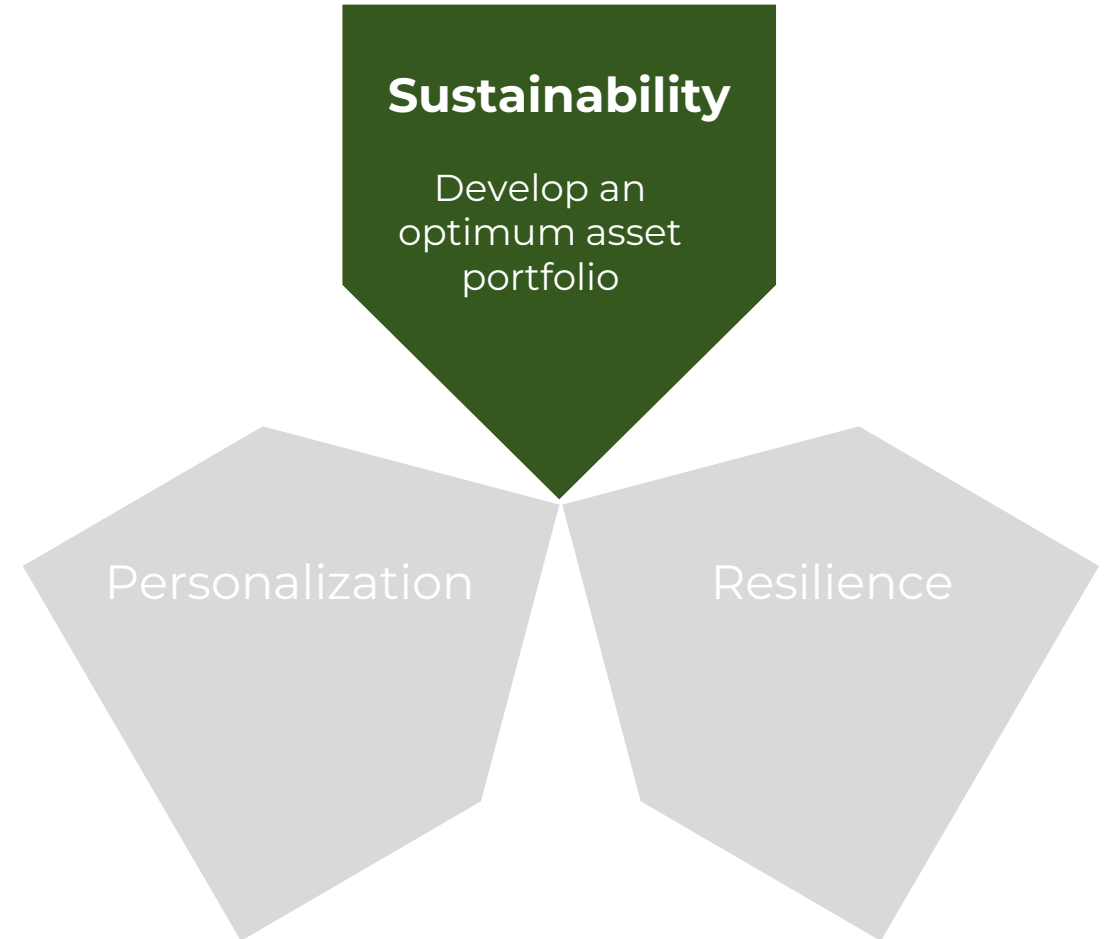 Sustainability
Develop an
optimum asset
portfolio
Personalization
Resilience